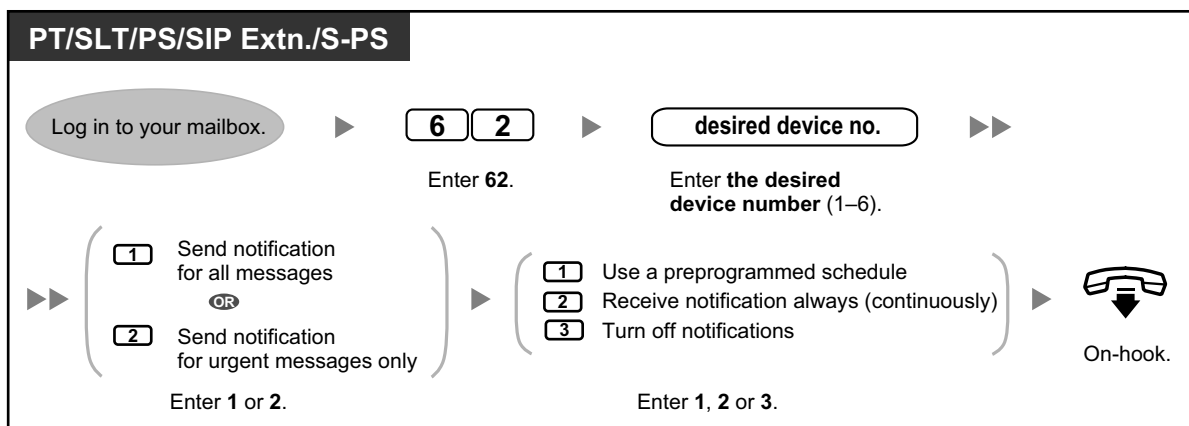 PT/SLT/PS/SIP Extn./S-PS
Log in to your mailbox.
6 2
desired device no.
Enter 62.
Enter the desired
device number (1–6).
1 Send notification
for all messages
OR
2 Send notification
for urgent messages only
Enter 1 or 2.
1 Use a preprogrammed schedule
2 Receive notification always (continuously)
3 Turn off notifications
Enter 1, 2 or 3.
On-hook.